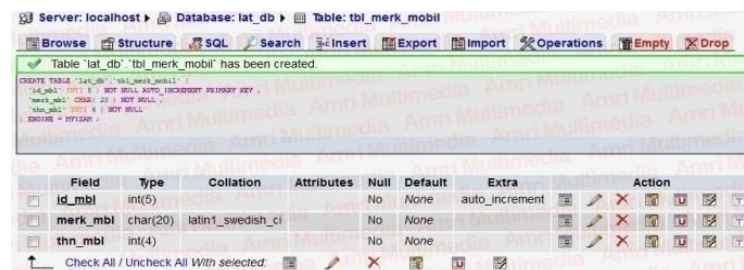 Server: localhost ▸ Database: lat_db ▸ Table: tbl_merk_mobil
Browse Structure SQL Search Insert Export Import Operations Empty Drop
Table `lat_db`.`tbl_merk_mobil` has been created.
CREATE TABLE `lat_db`.`tbl_merk_mobil` (
`id_mbl` INT( 5 ) NOT NULL AUTO_INCREMENT PRIMARY KEY ,
`merk_mbl` CHAR( 20 ) NOT NULL ,
`thn_mbl` INT( 4 ) NOT NULL
) ENGINE = MYISAM ;
Field Type Collation Attributes Null Default Extra Action
id_mbl int(5) No None auto_increment
merk_mbl char(20) latin1_swedish_ci No None
thn_mbl int(4) No None
Check All / Uncheck All With selected:
Amri Multimedia